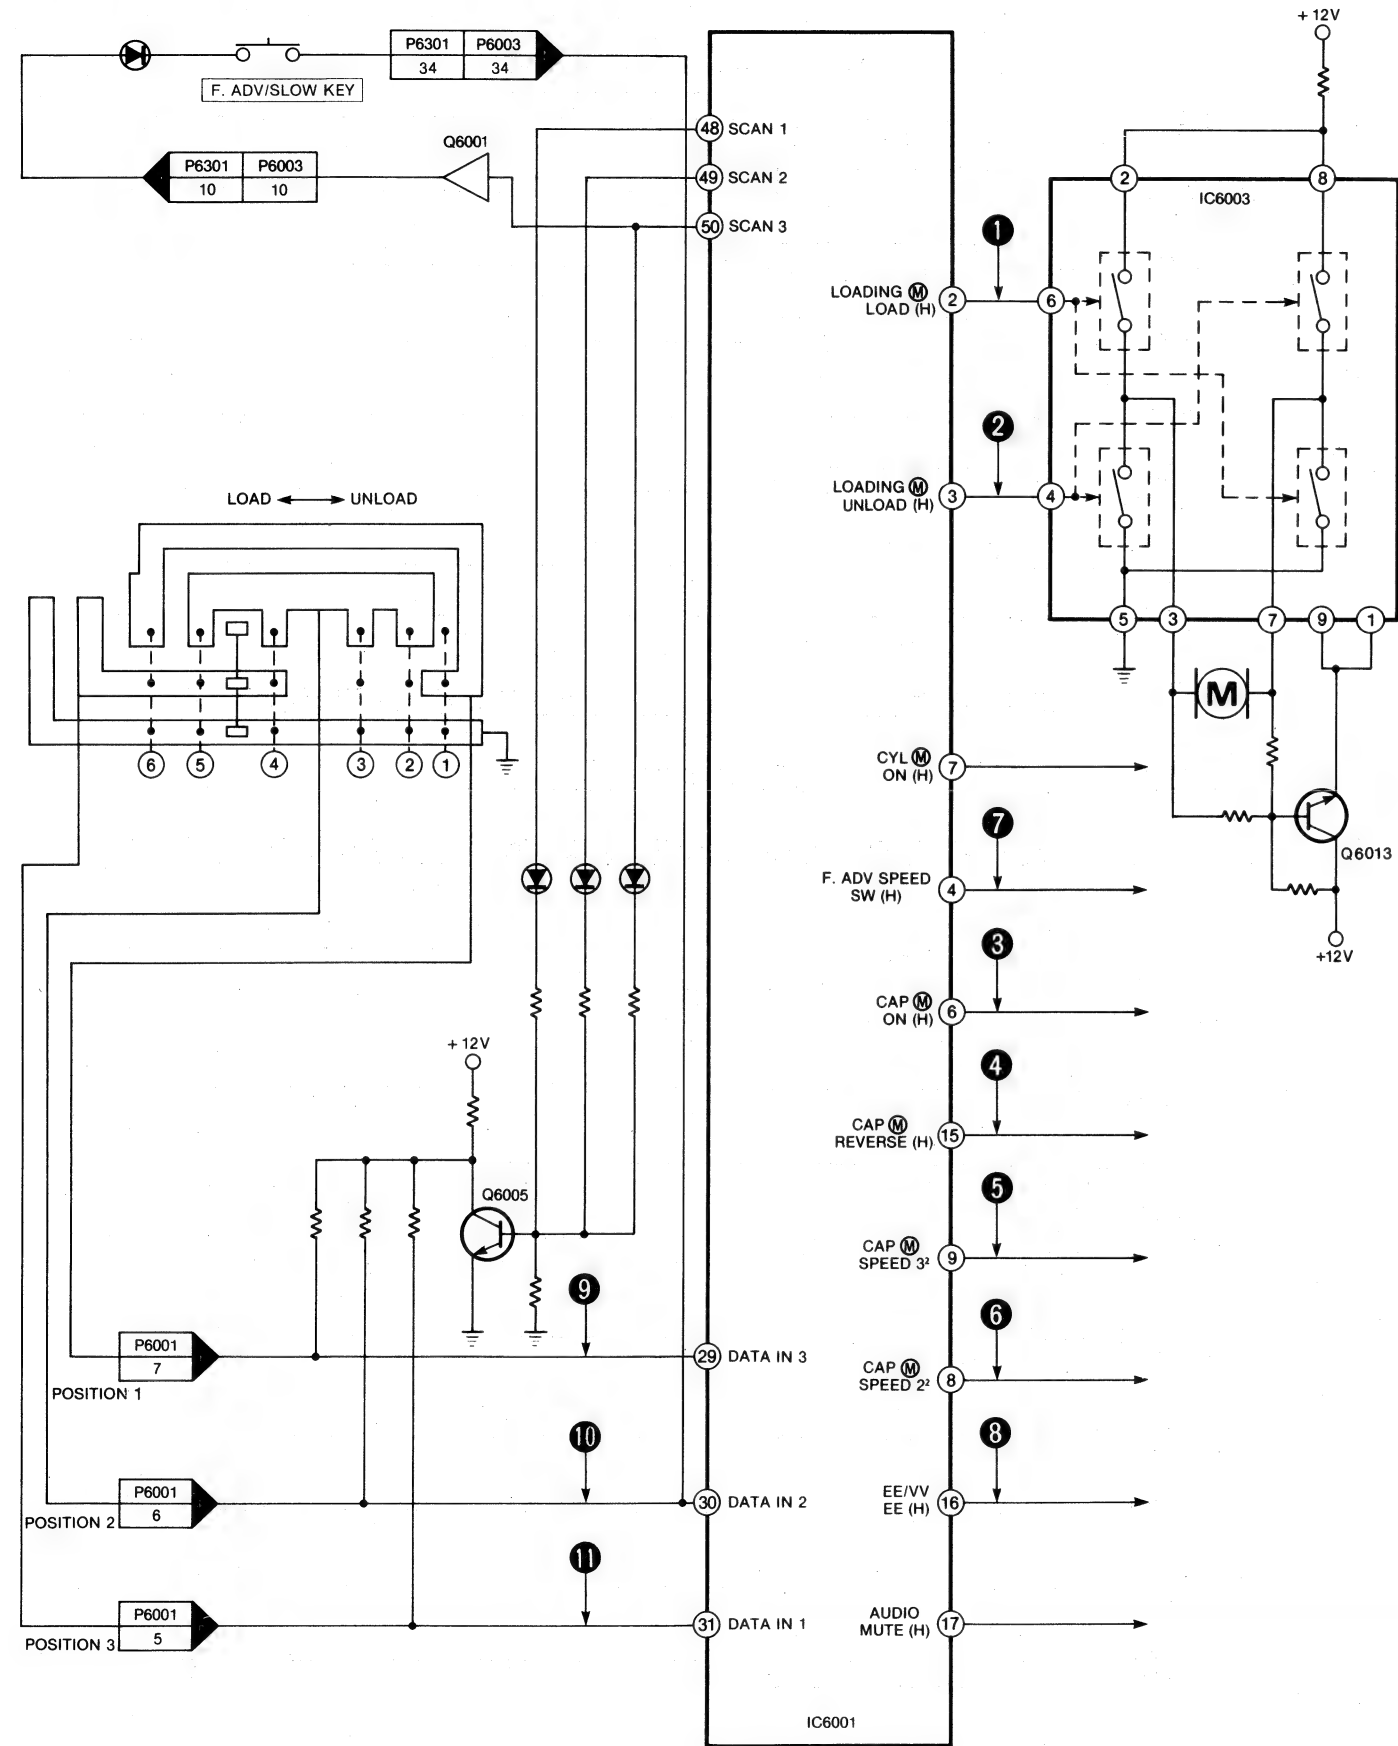 + 12V
P6301 P6003
34 34
F. ADV/SLOW KEY
Q6001
P6301 P6003
10 10
48 SCAN 1
49 SCAN 2
50 SCAN 3
2 8
IC6003
1
LOADING M
LOAD (H)
2 6
2
LOADING M
UNLOAD (H)
3 4
LOAD UNLOAD
5 3 7 9 1
M
6 5 4 3 2 1
CYL M
ON (H)
7
Q6013
+12V
7
F. ADV SPEED
SW (H)
4
3
CAP M
ON (H)
6
+ 12V
4
CAP M
REVERSE (H)
15
Q6005
5
CAP M
SPEED 3²
9
9
P6001
7
POSITION 1
29 DATA IN 3
6
CAP M
SPEED 2²
8
10
P6001
6
POSITION 2
30 DATA IN 2
8
EE/VV
EE (H)
16
11
P6001
5
POSITION 3
31 DATA IN 1
AUDIO
MUTE (H)
17
IC6001